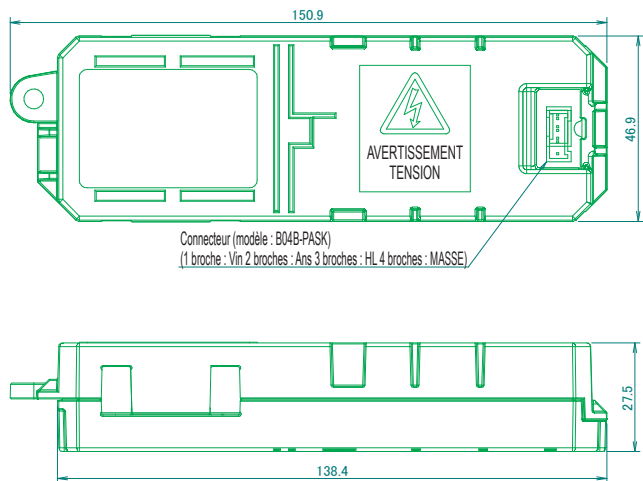 150.9
46.9
AVERTISSEMENT
TENSION
Connecteur (modèle : B04B-PASK)
(1 broche : Vin 2 broches : Ans 3 broches : HL 4 broches : MASSE)
27.5
138.4